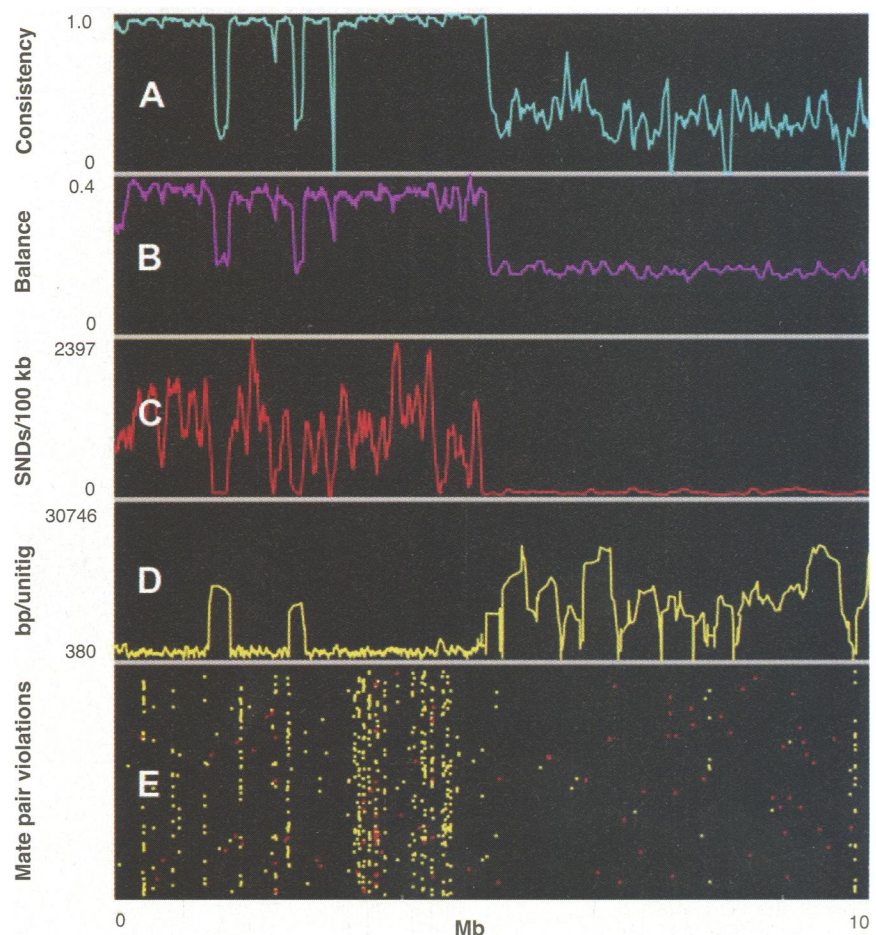 Consistency
1.0
0
A
Balance
0.4
0
B
SNDs/100 kb
2397
0
C
bp/unitig
30746
380
D
Mate pair violations
E
0
Mb
10